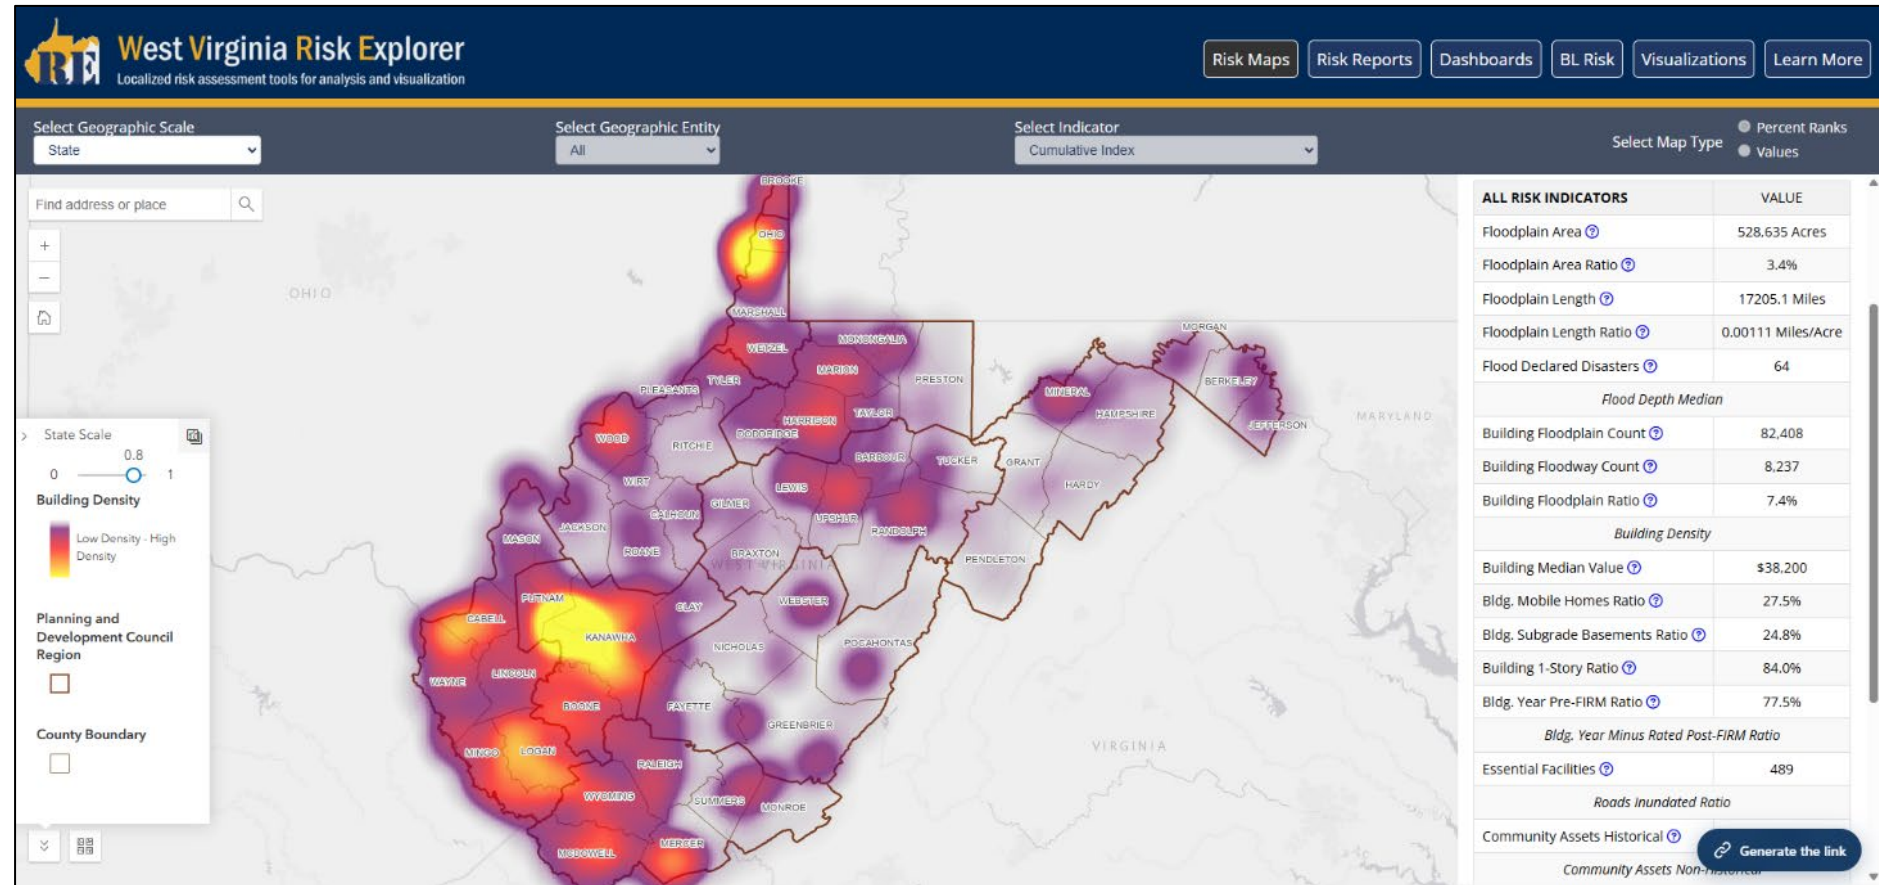 West Virginia Risk Explorer
Localized risk assessment tools for analysis and visualization
Risk Maps
Risk Reports
Dashboards
BL Risk
Visualizations
Learn More
Select Geographic Scale
State
Select Geographic Entity
All
Select Indicator
Cumulative Index
Select Map Type
Percent Ranks
Values
Find address or place
+
−
State Scale
0.8
0
1
Building Density
Low Density - High
Density
Planning and
Development Council
Region
County Boundary
OHIO
BROOKE
OHIO
MARSHALL
WETZEL
MONONGALIA
MORGAN
MARION
PRESTON
BERKELEY
PLEASANTS
TYLER
MINERAL
HAMPSHIRE
MARYLAND
JEFFERSON
WOOD
RITCHIE
DODDRIDGE
HARRISON
TAYLOR
BARBOUR
TUCKER
GRANT
HARDY
WIRT
LEWIS
GILMER
CALHOUN
UPSHUR
RANDOLPH
JACKSON
MASON
ROANE
BRAXTON
WEST VIRGINIA
PENDLETON
PUTNAM
CLAY
WEBSTER
CABELL
KANAWHA
NICHOLAS
POCAHONTAS
WAYNE
LINCOLN
BOONE
FAYETTE
GREENBRIER
VIRGINIA
MINGO
LOGAN
RALEIGH
WYOMING
SUMMERS
MONROE
MCDOWELL
MERCER
ALL RISK INDICATORS VALUE
Floodplain Area 528,635 Acres
Floodplain Area Ratio 3.4%
Floodplain Length 17205.1 Miles
Floodplain Length Ratio 0.00111 Miles/Acre
Flood Declared Disasters 64
Flood Depth Median
Building Floodplain Count 82,408
Building Floodway Count 8,237
Building Floodplain Ratio 7.4%
Building Density
Building Median Value $38,200
Bldg. Mobile Homes Ratio 27.5%
Bldg. Subgrade Basements Ratio 24.8%
Building 1-Story Ratio 84.0%
Bldg. Year Pre-FIRM Ratio 77.5%
Bldg. Year Minus Rated Post-FIRM Ratio
Essential Facilities 489
Roads Inundated Ratio
Community Assets Historical
Generate the link
Community Assets Non-Historical